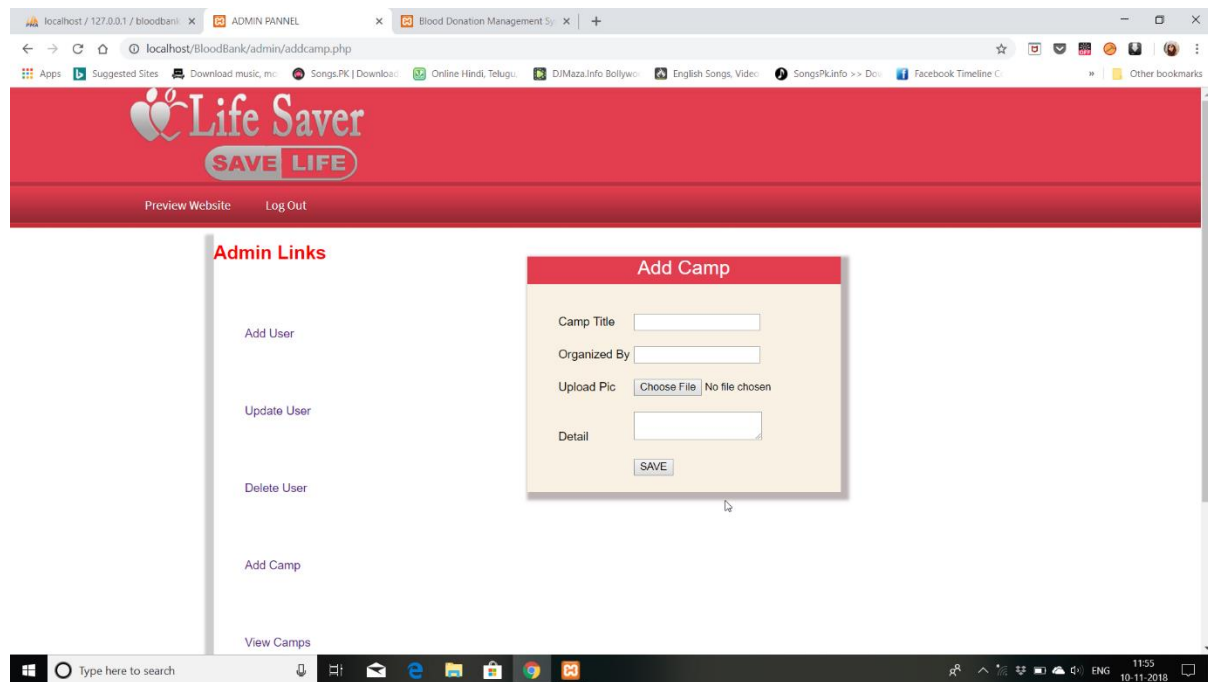 localhost / 127.0.0.1 / bloodbank
ADMIN PANNEL
Blood Donation Management Sy
localhost/BloodBank/admin/addcamp.php
Apps
Suggested Sites
Download music, mo
Songs.PK | Download
Online Hindi, Telugu,
DJMaza.Info Bollywo
English Songs, Video
SongsPk.info >> Dow
Facebook Timeline C
»
Other bookmarks
Life Saver
SAVE LIFE
Preview Website
Log Out
Admin Links
Add User
Update User
Delete User
Add Camp
View Camps
Add Camp
Camp Title
Organized By
Upload Pic Choose File No file chosen
Detail
SAVE
Type here to search
ENG
11:55
10-11-2018